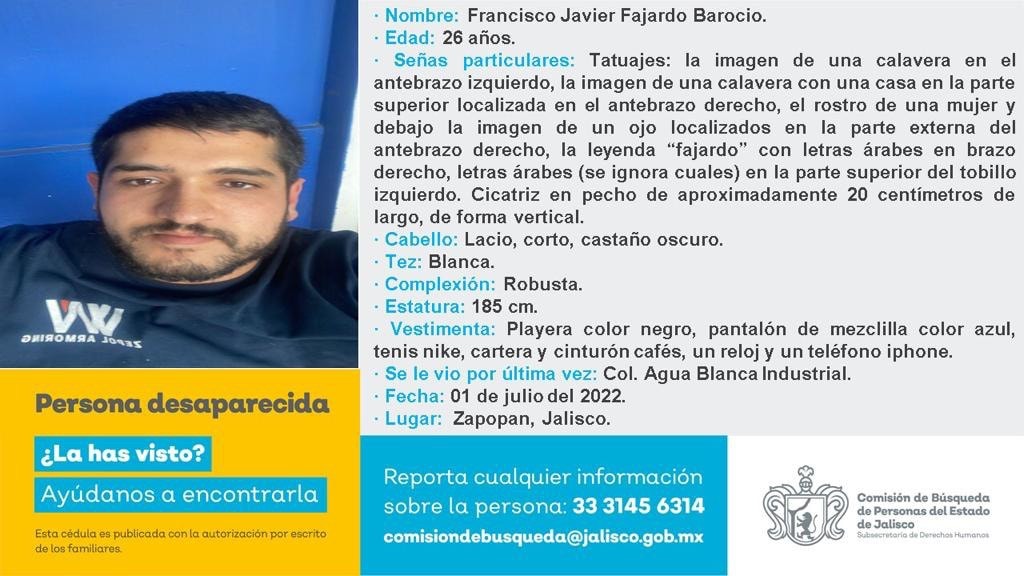 · Nombre: Francisco Javier Fajardo Barocio.
· Edad: 26 años.
· Señas particulares: Tatuajes: la imagen de una calavera en el
antebrazo izquierdo, la imagen de una calavera con una casa en la parte
superior localizada en el antebrazo derecho, el rostro de una mujer y
debajo la imagen de un ojo localizados en la parte externa del
antebrazo derecho, la leyenda “fajardo” con letras árabes en brazo
derecho, letras árabes (se ignora cuales) en la parte superior del tobillo
izquierdo. Cicatriz en pecho de aproximadamente 20 centímetros de
largo, de forma vertical.
· Cabello: Lacio, corto, castaño oscuro.
· Tez: Blanca.
· Complexión: Robusta.
· Estatura: 185 cm.
· Vestimenta: Playera color negro, pantalón de mezclilla color azul,
tenis nike, cartera y cinturón cafés, un reloj y un teléfono iphone.
· Se le vio por última vez: Col. Agua Blanca Industrial.
· Fecha: 01 de julio del 2022.
· Lugar: Zapopan, Jalisco.
ZEPOL ARMORING
Persona desaparecida
¿La has visto?
Ayúdanos a encontrarla
Esta cédula es publicada con la autorización por escrito
de los familiares.
Reporta cualquier información
sobre la persona: 33 3145 6314
comisiondebusqueda@jalisco.gob.mx
Comisión de Búsqueda
de Personas del Estado
de Jalisco
Subsecretaría de Derechos Humanos